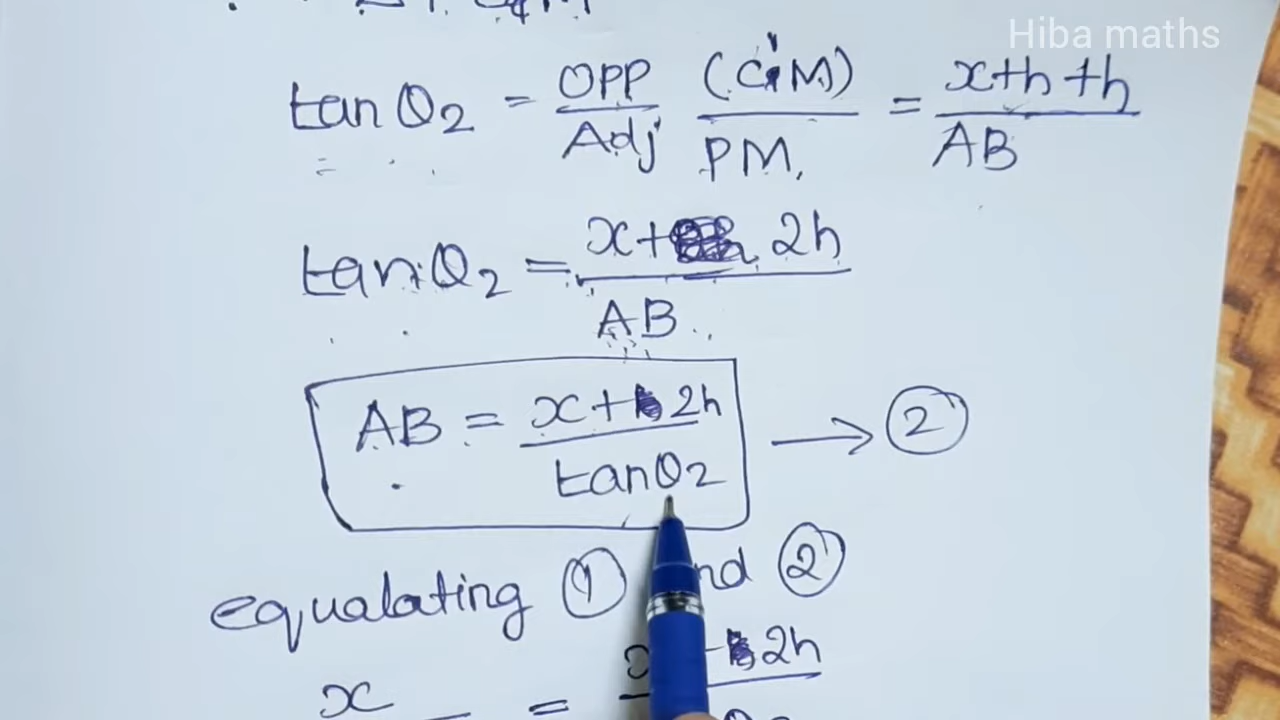 Hiba maths
tan θ2 = OPP/Adj (C'M)/PM = x+h+h/AB
tan θ2 = x+ 2h/AB
AB = x+ 2h/tan θ2 → 2
equalating 1 and 2
x = 2h